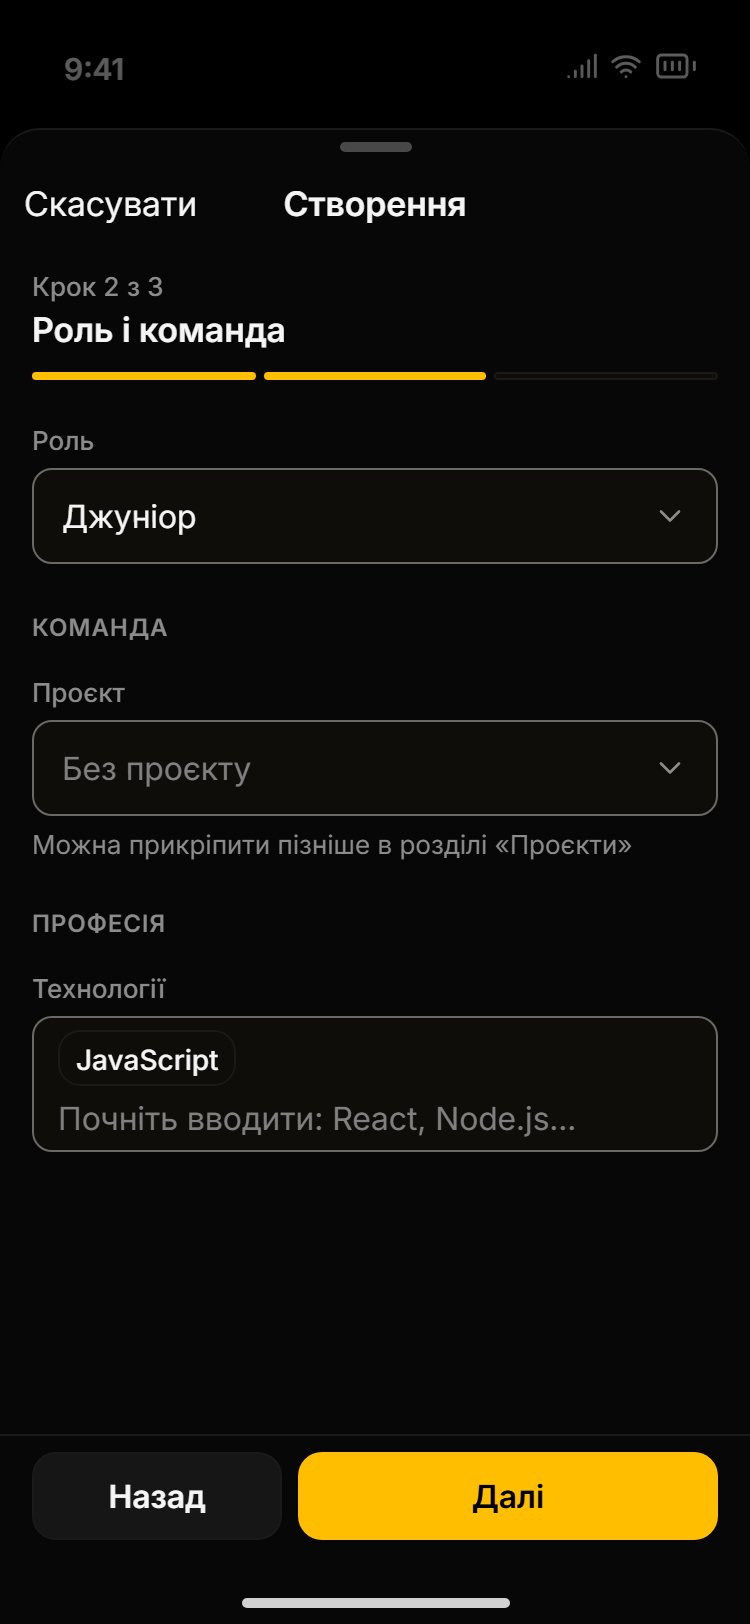 9:41
Скасувати
Створення
Крок 2 з 3
Роль і команда
Роль
Джуніор
КОМАНДА
Проєкт
Без проєкту
Можна прикріпити пізніше в розділі «Проєкти»
ПРОФЕСІЯ
Технології
JavaScript
Почніть вводити: React, Node.js...
Назад
Далі